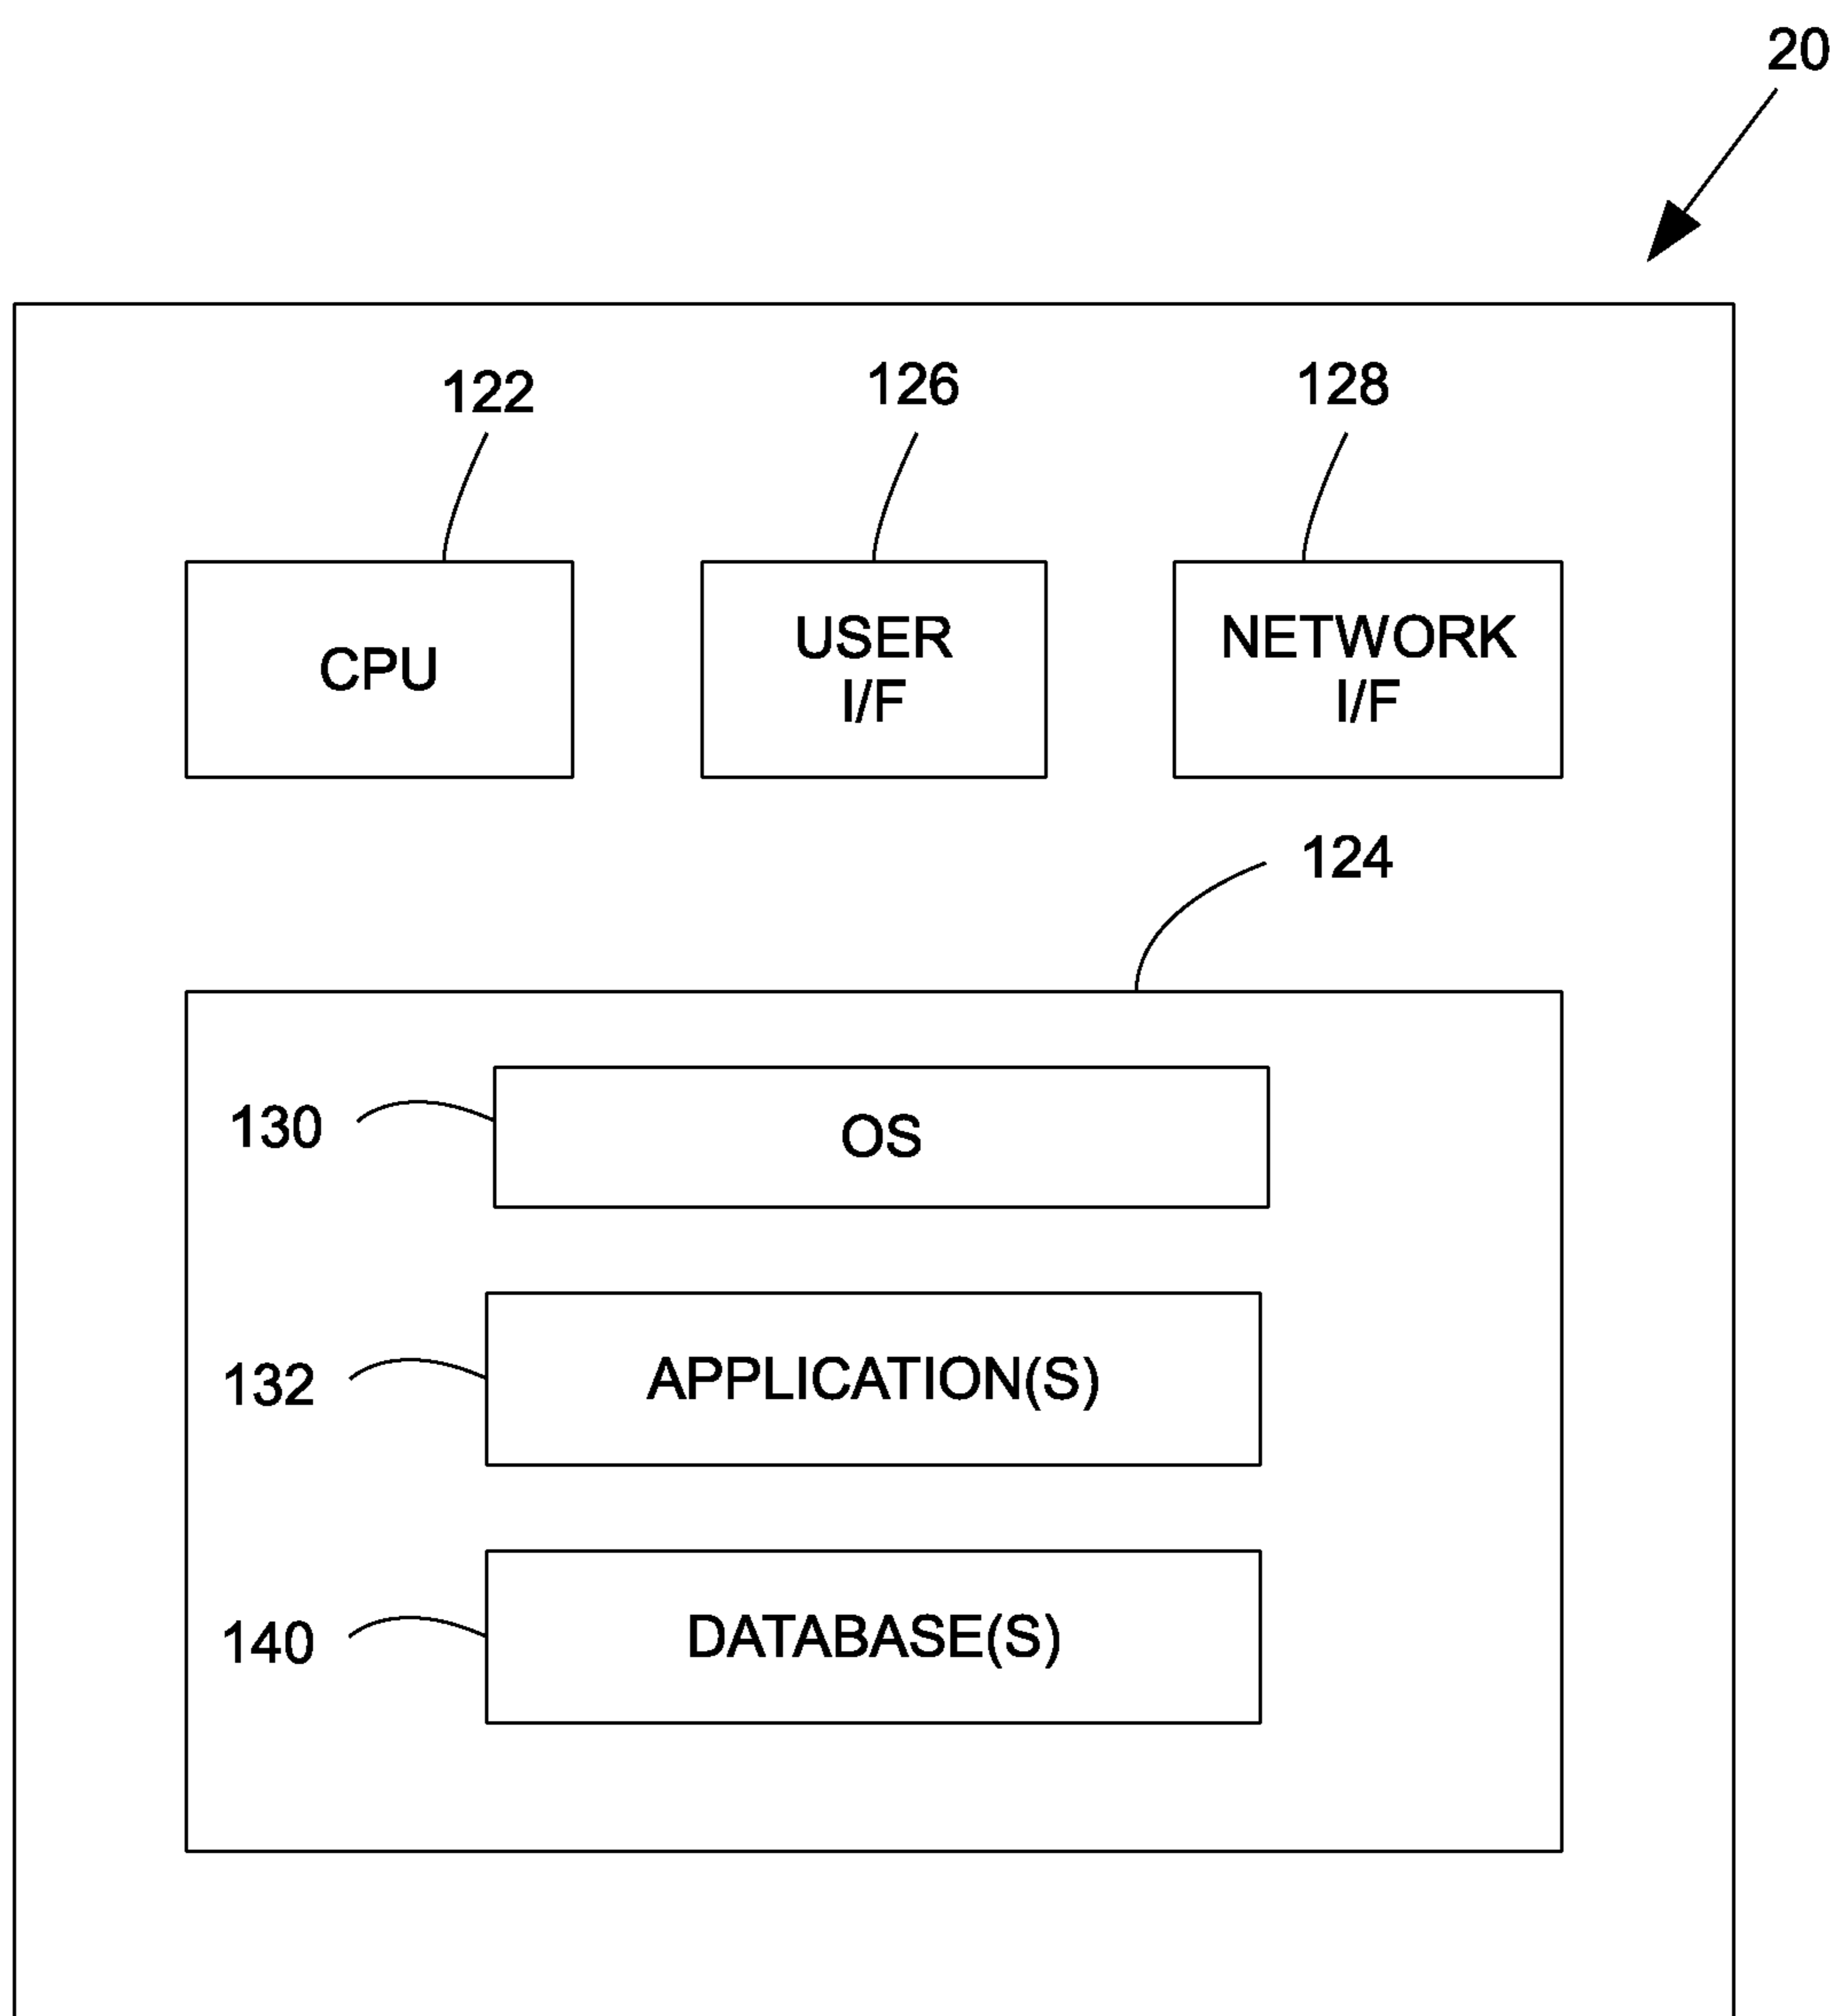 20
122
126
128
CPU
USER
I/F
NETWORK
I/F
124
130
OS
132
APPLICATION(S)
140
DATABASE(S)